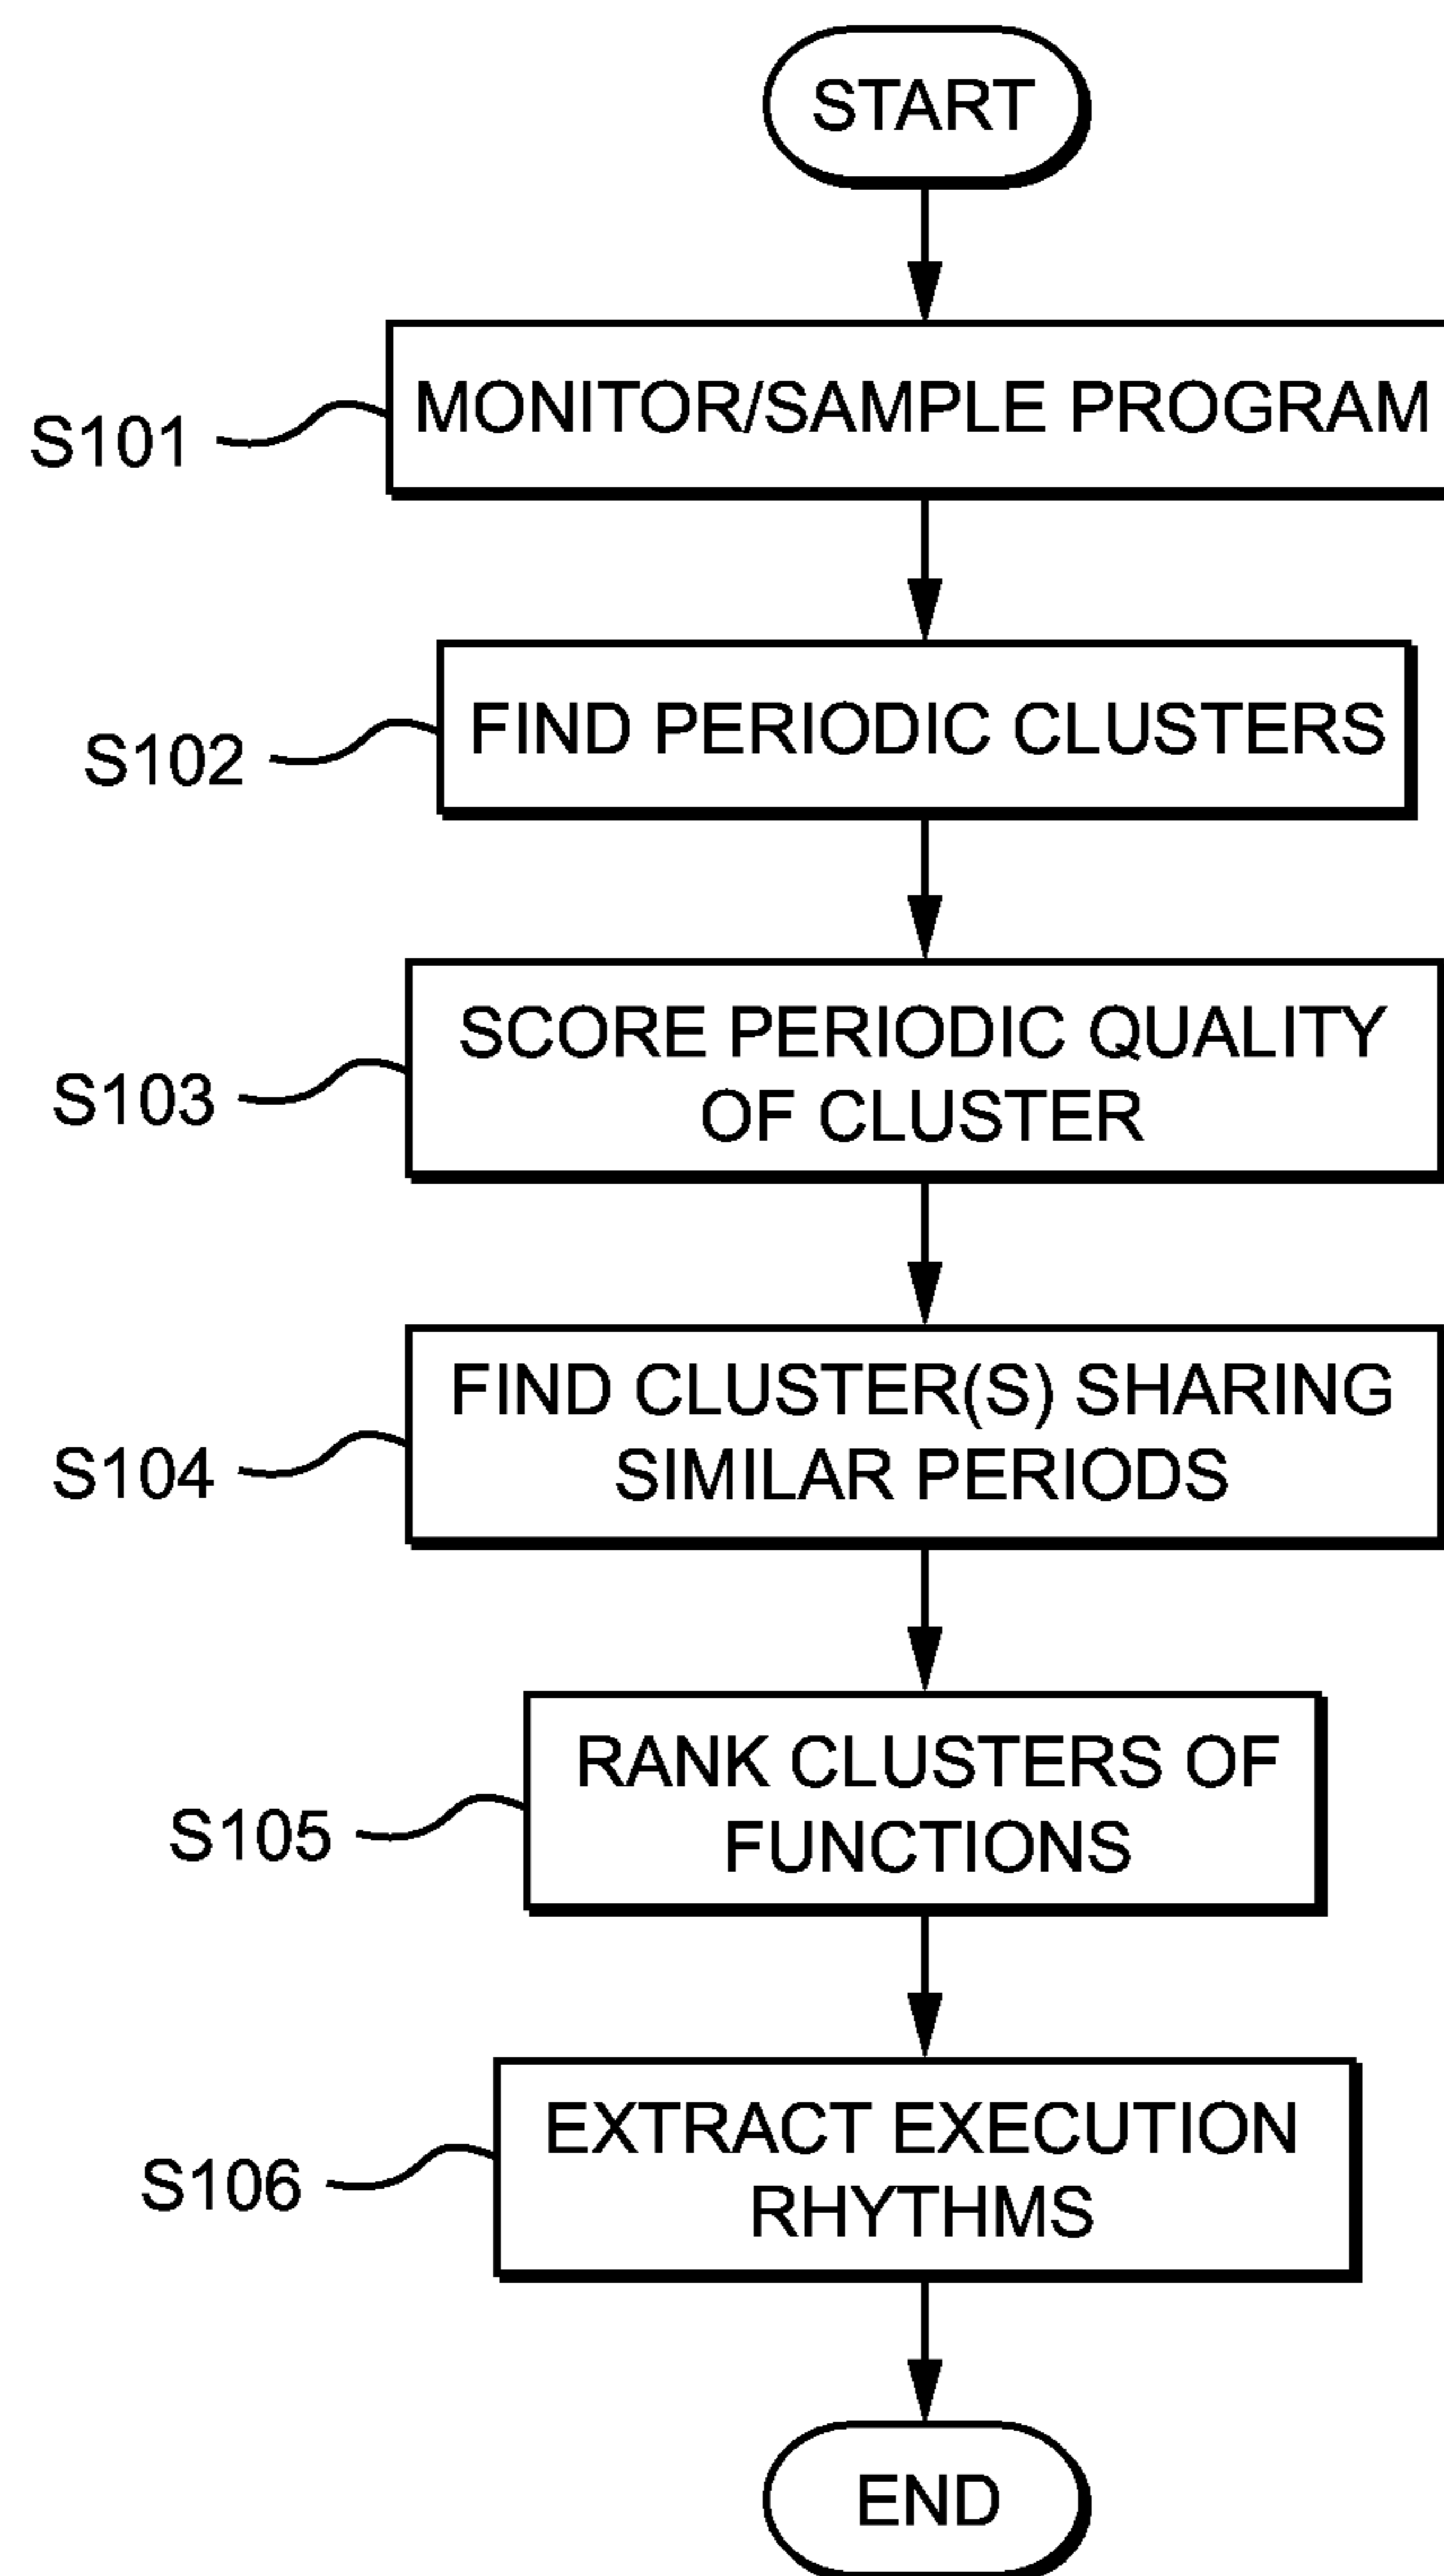 START
S101
MONITOR/SAMPLE PROGRAM
S102
FIND PERIODIC CLUSTERS
S103
SCORE PERIODIC QUALITY
OF CLUSTER
S104
FIND CLUSTER(S) SHARING
SIMILAR PERIODS
S105
RANK CLUSTERS OF
FUNCTIONS
S106
EXTRACT EXECUTION
RHYTHMS
END